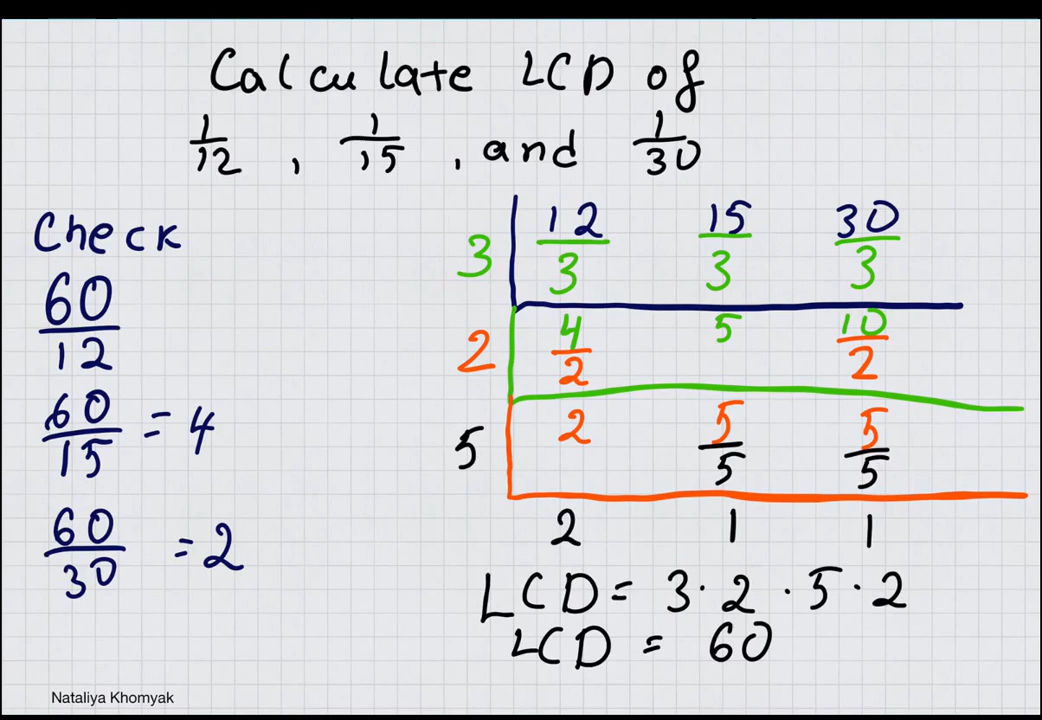 Calculate LCD of
1/12, 1/15, and 1/30
Check
60/12
60/15 = 4
60/30 = 2
3 12/3 15/3 30/3
2 4/2 5 10/2
5 2 5/5 5/5
2 1 1
LCD = 3 · 2 · 5 · 2
LCD = 60
Nataliya Khomyak